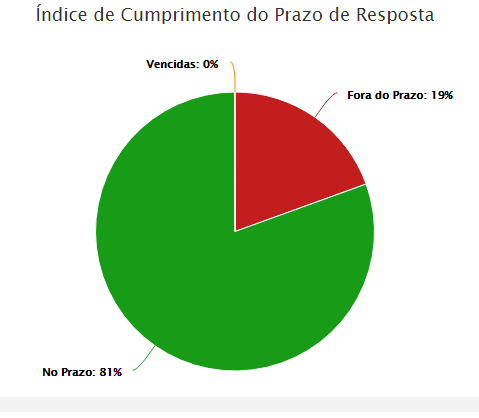 Índice de Cumprimento do Prazo de Resposta
Vencidas: 0%
Fora do Prazo: 19%
No Prazo: 81%